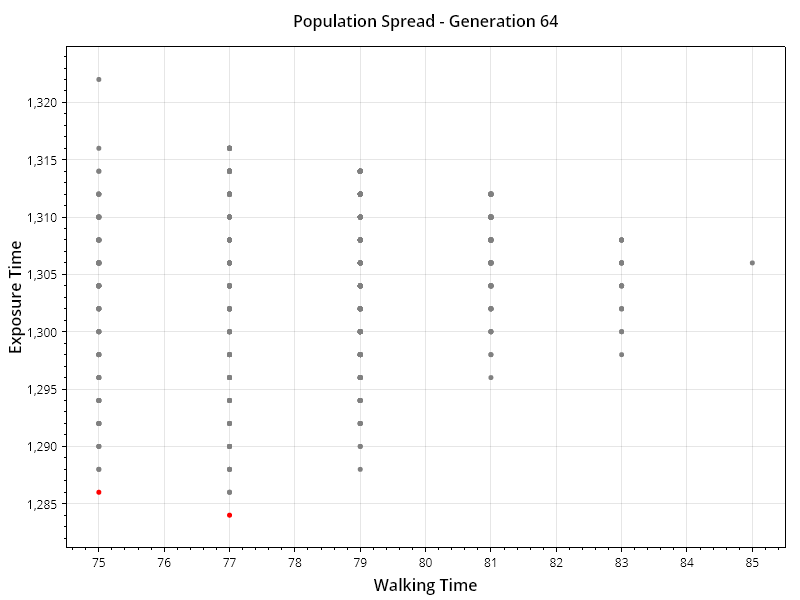 Population Spread - Generation 64
Exposure Time
1,320
1,315
1,310
1,305
1,300
1,295
1,290
1,285
75 76 77 78 79 80 81 82 83 84 85
Walking Time